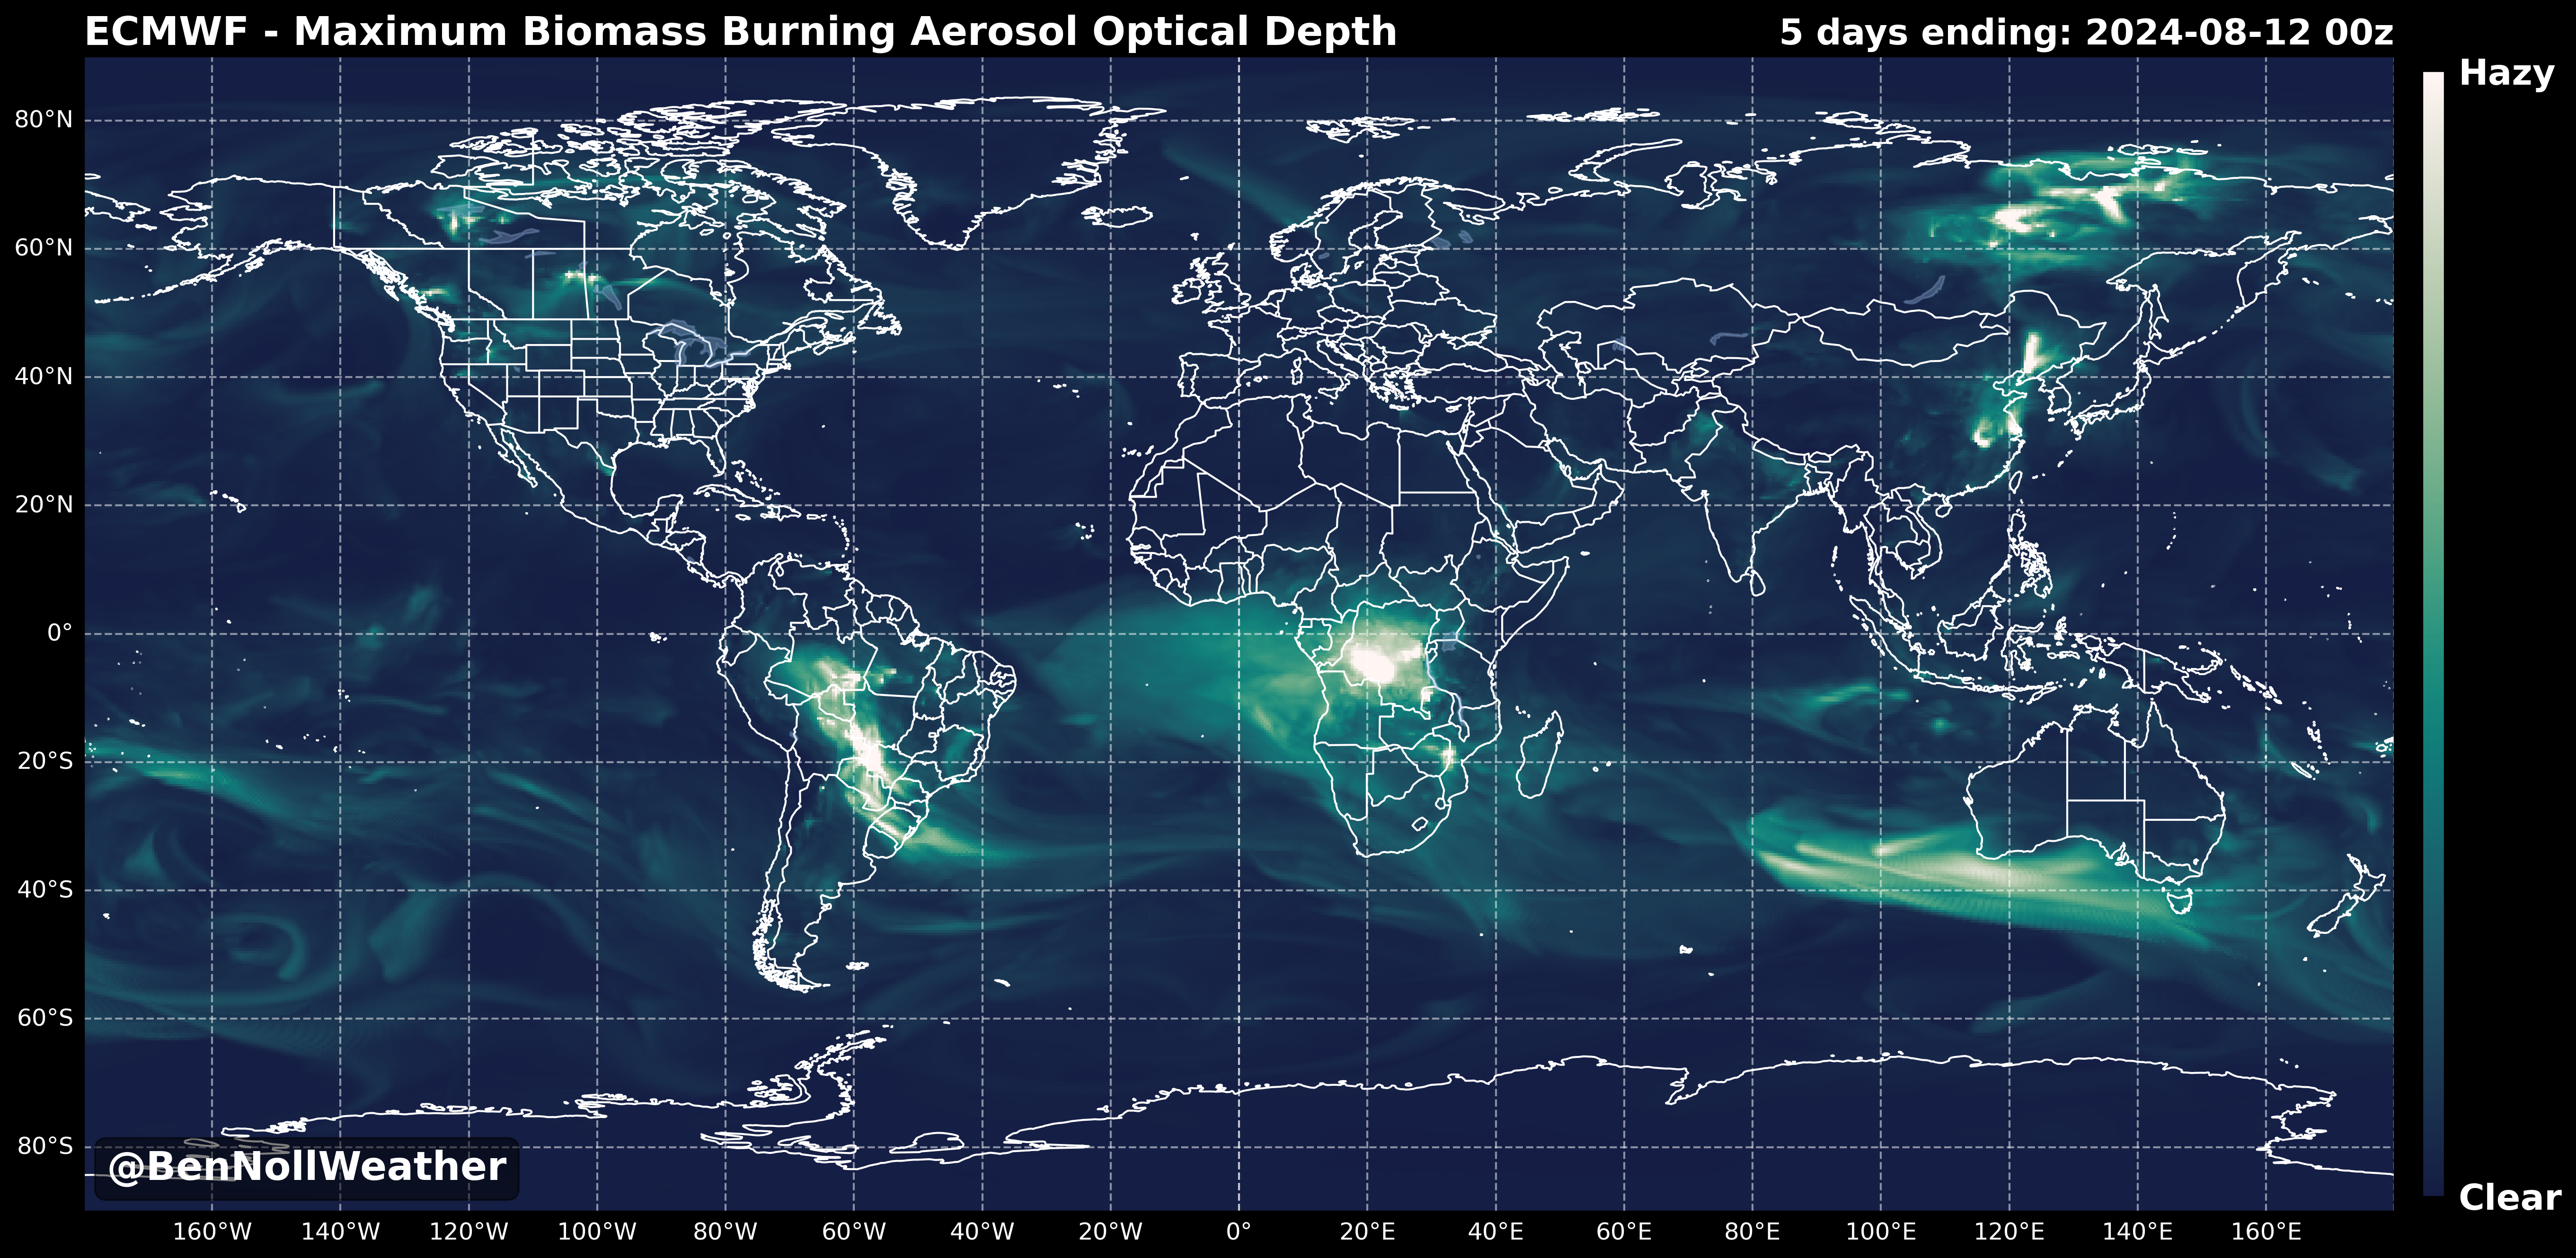 ECMWF - Maximum Biomass Burning Aerosol Optical Depth
5 days ending: 2024-08-12 00z
Hazy
80°N
60°N
40°N
20°N
0°
20°S
40°S
60°S
80°S
@BenNollWeather
Clear
160°W 140°W 120°W 100°W 80°W 60°W 40°W 20°W 0° 20°E 40°E 60°E 80°E 100°E 120°E 140°E 160°E